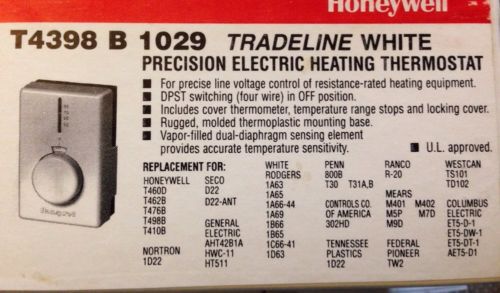 Honeywell
T4398 B 1029 TRADELINE WHITE
PRECISION ELECTRIC HEATING THERMOSTAT
■ For precise line voltage control of resistance-rated heating equipment.
■ DPST switching (four wire) in OFF position.
■ Includes cover thermometer, temperature range stops and locking cover.
■ Rugged, molded thermoplastic mounting base.
■ Vapor-filled dual-diaphragm sensing element
provides accurate temperature sensitivity.
■ U.L. approved.
Honeywell
REPLACEMENT FOR:
HONEYWELL
T460D
T462B
T476B
T498B
T410B
NORTRON
1D22
SECO
D22
D22-ANT
GENERAL
ELECTRIC
AHT42B1A
HWC-11
HT511
WHITE
RODGERS
1A63
1A65
1A66-44
1A69
1B66
1B65
1C66-41
1D63
PENN
800B
T30 T31A,B
CONTROLS CO.
OF AMERICA
302HD
TENNESSEE
PLASTICS
1D22
RANCO
R-20
MEARS
M401 M402
M5P M7D
M9D
FEDERAL
PIONEER
TW2
WESTCAN
TS101
TD102
COLUMBUS
ELECTRIC
ET5-D-1
ET5-DW-1
ET5-DT-1
AET5-D1